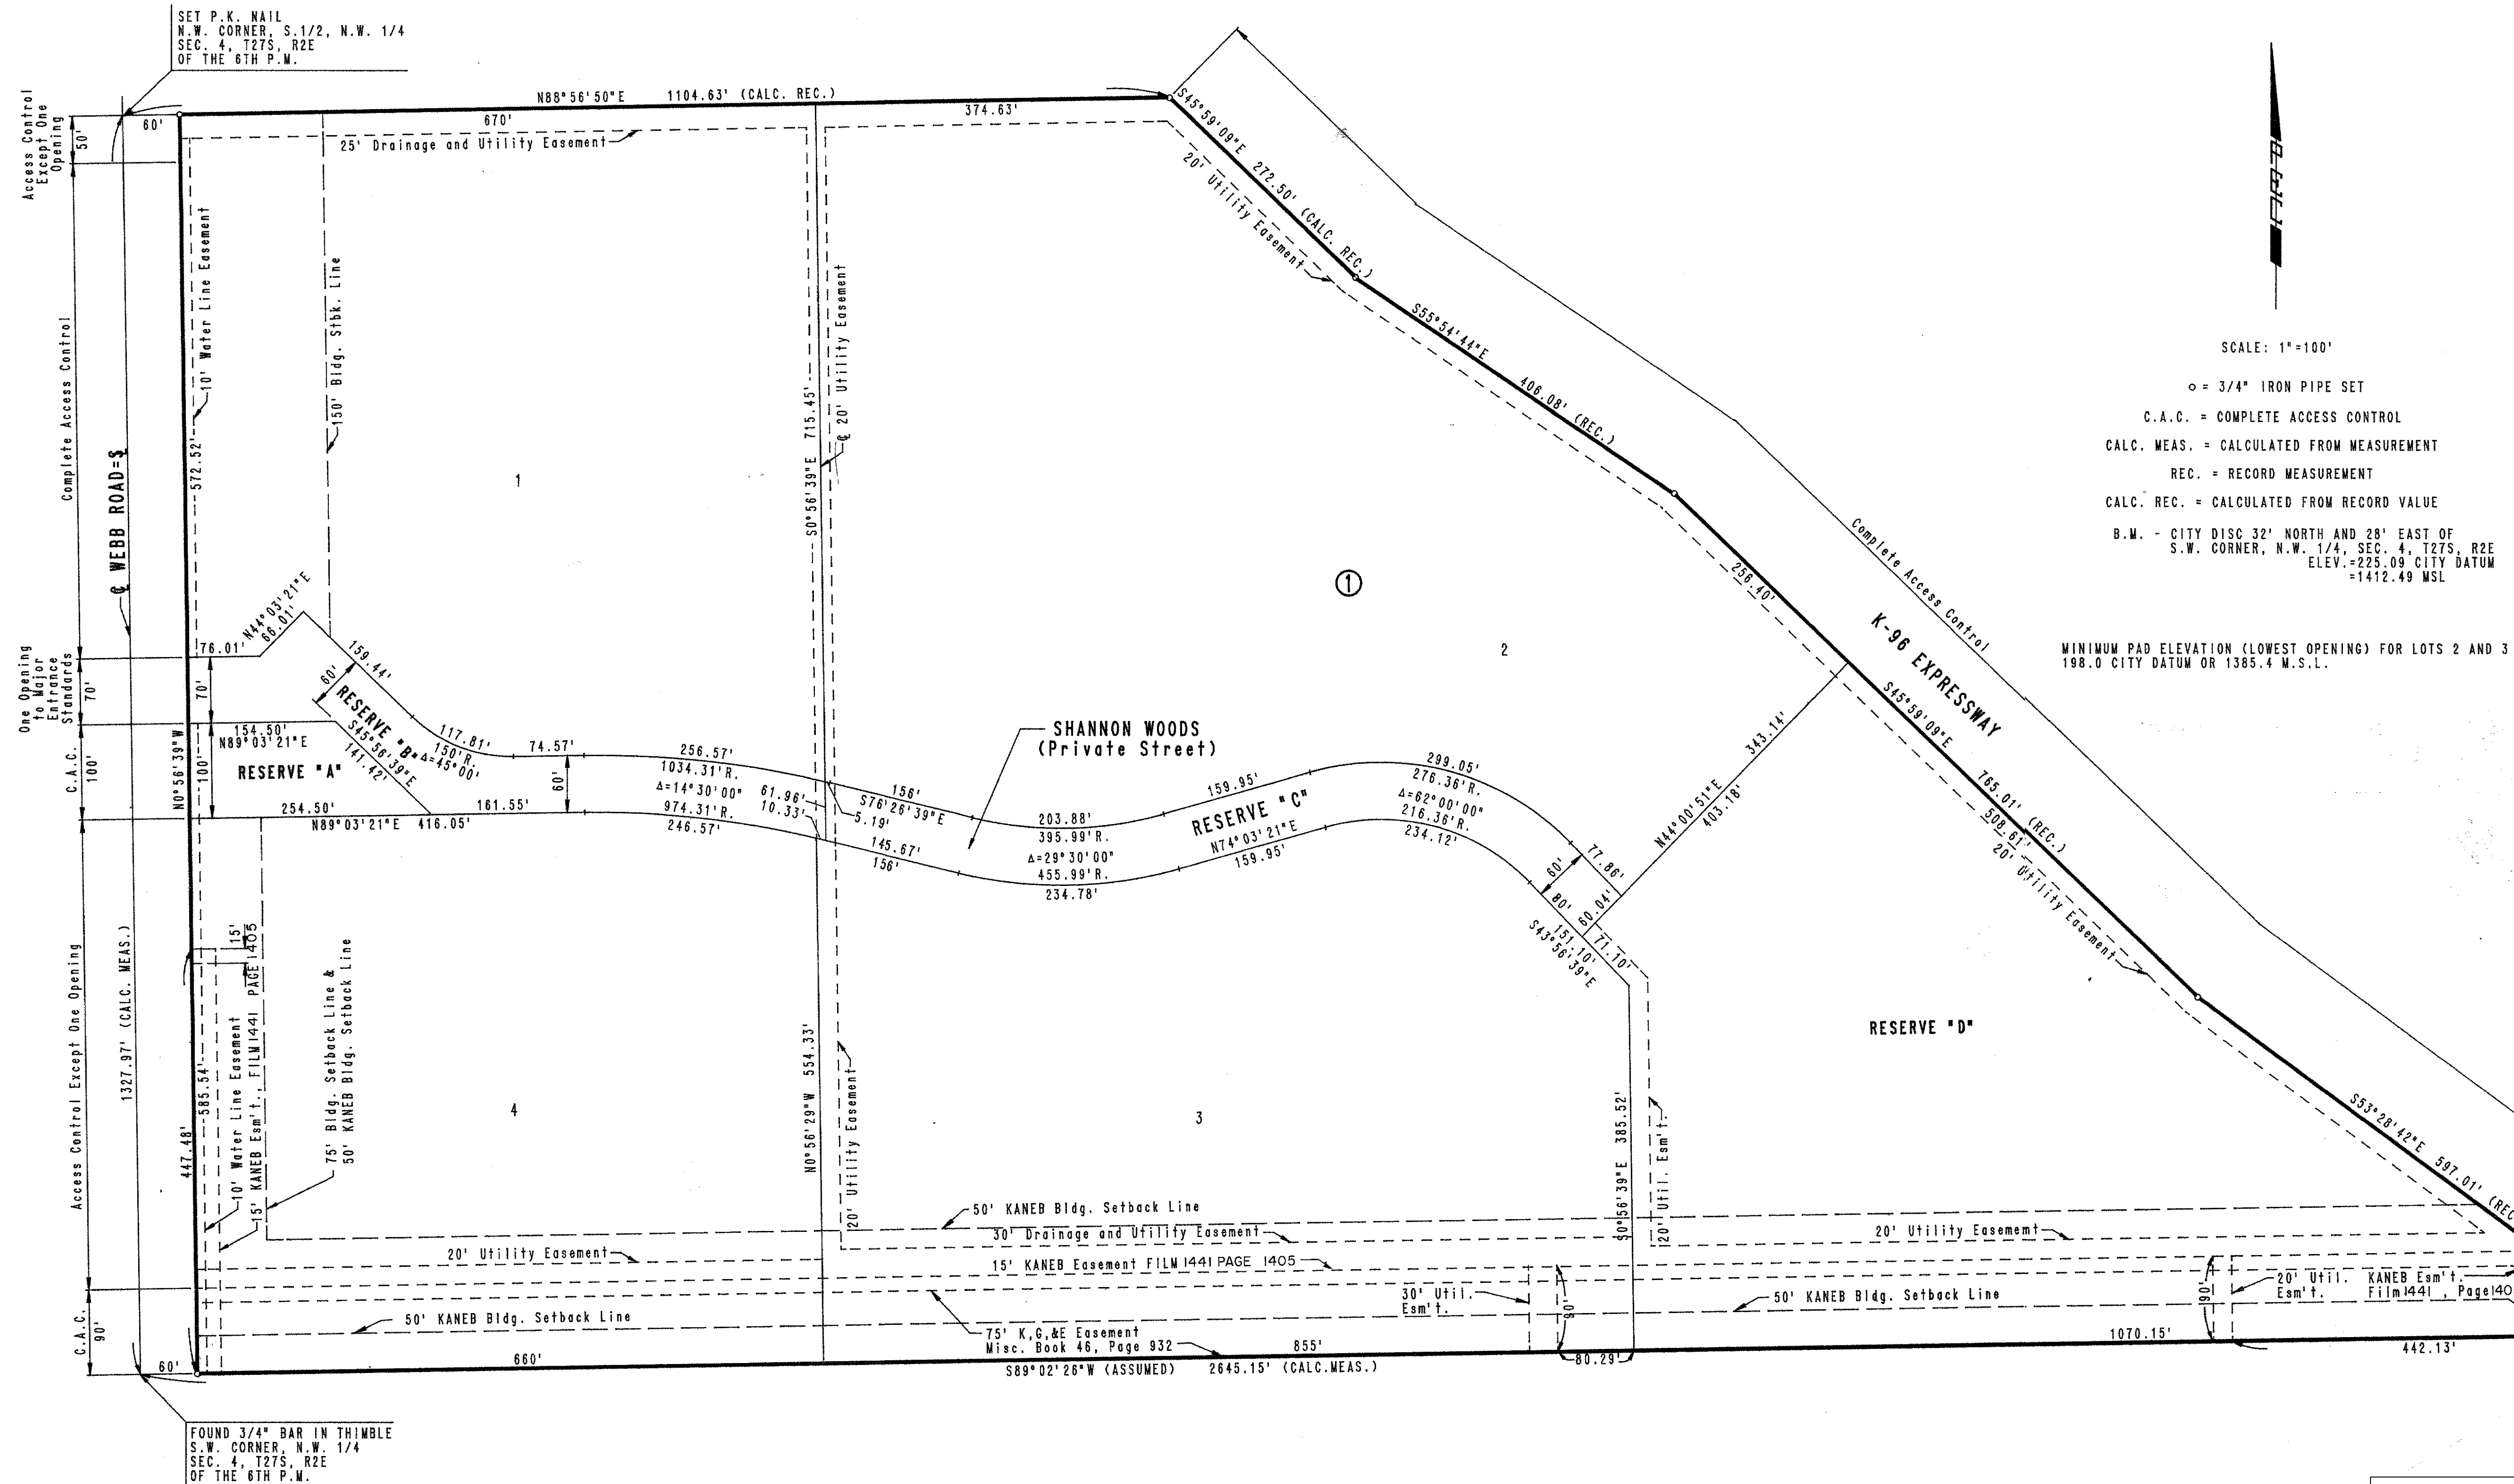 SET P.K. NAIL
N.W. CORNER, S.1/2, N.W. 1/4
SEC. 4, T27S, R2E
OF THE 6TH P.M.
N88°56'50"E 1104.63' (CALC. REC.)
60'
670'
374.63'
25' Drainage and Utility Easement
Access Control
Except One
Opening
50'
S45°59'09"E 272.50' (CALC. REC.)
20' Utility Easement
S55°54'44"E 406.08' (REC.)
Complete Access Control
10' Water Line Easement
150' Bldg. Stbk. Line
572.52'
℄ WEBB ROAD=S
S0°56'39"E 715.45'
℄ 20' Utility Easement
1
①
2
SCALE: 1"=100'
o = 3/4" IRON PIPE SET
C.A.C. = COMPLETE ACCESS CONTROL
CALC. MEAS. = CALCULATED FROM MEASUREMENT
REC. = RECORD MEASUREMENT
CALC. REC. = CALCULATED FROM RECORD VALUE
B.M. - CITY DISC 32' NORTH AND 28' EAST OF
S.W. CORNER, N.W. 1/4, SEC. 4, T27S, R2E
ELEV.=225.09 CITY DATUM
=1412.49 MSL
MINIMUM PAD ELEVATION (LOWEST OPENING) FOR LOTS 2 AND 3
198.0 CITY DATUM OR 1385.4 M.S.L.
Complete Access Control
K-96 EXPRESSWAY
256.40'
S45°59'09"E 765.01' (REC.)
508.61'
20' Utility Easement
One Opening
to Major
Entrance
Standards
70'
76.01'
N44°03'21"E
66.01'
159.44'
60'
RESERVE "B"
S45°56'39"E
141.42'
70'
154.50'
N89°03'21"E
117.81'
150' R.
Δ=45°00'
74.57'
60'
256.57'
1034.31' R.
Δ=14°30'00"
974.31' R.
246.57'
61.96'
10.33'
5.19'
156'
S76°26'39"E
145.67'
156'
SHANNON WOODS
(Private Street)
203.88'
395.99' R.
Δ=29°30'00"
455.99' R.
234.78'
159.95'
RESERVE "C"
N74°03'21"E
159.95'
299.05'
276.36' R.
Δ=62°00'00"
216.36' R.
234.12'
77.86'
60'
80'
60.04'
71.10'
151.10'
S43°56'39"E
343.14'
N44°00'51"E
403.18'
C.A.C.
100'
N0°56'39"W
100'
RESERVE "A"
254.50'
161.55'
N89°03'21"E 416.05'
Access Control Except One Opening
1327.97' (CALC. MEAS.)
15'
585.54'
447.48'
10' Water Line Easement
15' KANEB Esm't., FILM 1441 PAGE 1405
75' Bldg. Setback Line &
50' KANEB Bldg. Setback Line
4
N0°56'29"W 554.33'
20' Utility Easement
3
S0°56'39"E 385.52'
20' Util. Esm't.
RESERVE "D"
S53°28'42"E 597.01' (REC
50' KANEB Bldg. Setback Line
30' Drainage and Utility Easement
20' Utility Easement
20' Utility Easememt
15' KANEB Easement FILM 1441 PAGE 1405
30' Util.
Esm't.
90'
90'
20' Util.
Esm't.
KANEB Esm't.
Film 1441 , Page 140
50' KANEB Bldg. Setback Line
50' KANEB Bldg. Setback Line
75' K,G,&E Easement
Misc. Book 46, Page 932
C.A.C.
90'
60'
660'
855'
80.29'
1070.15'
442.13'
S89°02'26"W (ASSUMED) 2645.15' (CALC.MEAS.)
FOUND 3/4" BAR IN THIMBLE
S.W. CORNER, N.W. 1/4
SEC. 4, T27S, R2E
OF THE 6TH P.M.